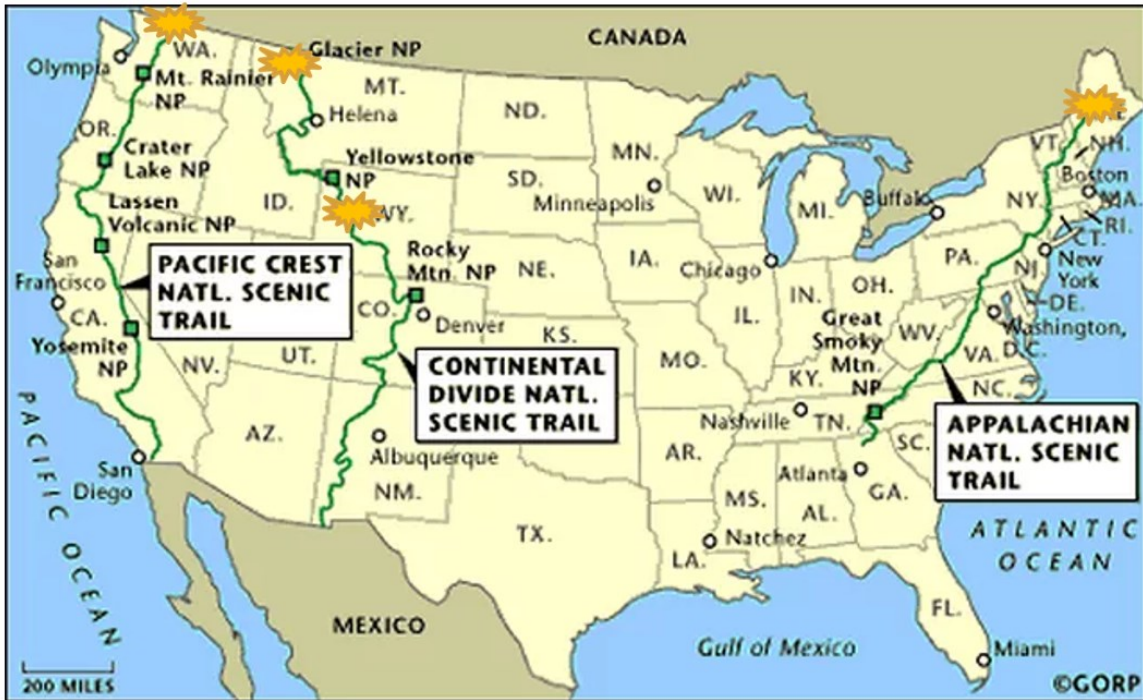 CANADA
WA.
Olympia
Mt. Rainier
NP
Glacier NP
MT.
Helena
ND.
MN.
VT.
NH.
Boston
MA.
RI.
CT.
OR.
Crater
Lake NP
Yellowstone
NP
ID.
WY.
SD.
Minneapolis
WI.
MI.
Buffalo
NY.
Lassen
Volcanic NP
San
Francisco
PACIFIC CREST
NATL. SCENIC
TRAIL
Rocky
Mtn. NP
NE.
IA.
Chicago
IL.
IN.
OH.
PA.
NJ.
New
York
DE.
Washington,
D.C.
CA.
Yosemite
NP
NV.
UT.
CO.
Denver
KS.
MO.
Great
Smoky
Mtn.
NP
KY.
WV.
VA.
NC.
CONTINENTAL
DIVIDE NATL.
SCENIC TRAIL
Nashville
TN.
APPALACHIAN
NATL. SCENIC
TRAIL
PACIFIC OCEAN
San
Diego
AZ.
Albuquerque
NM.
AR.
Atlanta
SC.
GA.
MS.
AL.
TX.
LA.
Natchez
ATLANTIC
OCEAN
FL.
MEXICO
Gulf of Mexico
Miami
200 MILES
©GORP